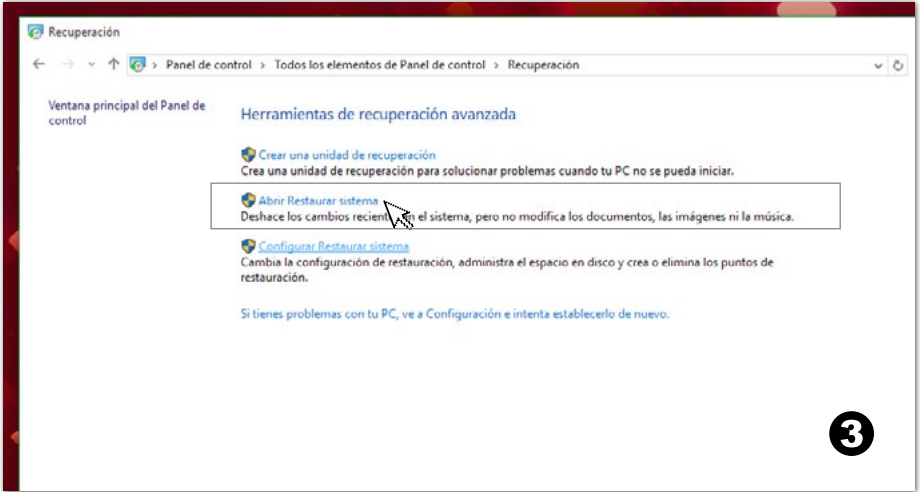 Recuperación
Panel de control > Todos los elementos de Panel de control > Recuperación
Ventana principal del Panel de
control
Herramientas de recuperación avanzada
Crear una unidad de recuperación
Crea una unidad de recuperación para solucionar problemas cuando tu PC no se pueda iniciar.
Abrir Restaurar sistema
Deshace los cambios recientes en el sistema, pero no modifica los documentos, las imágenes ni la música.
Configurar Restaurar sistema
Cambia la configuración de restauración, administra el espacio en disco y crea o elimina los puntos de
restauración.
Si tienes problemas con tu PC, ve a Configuración e intenta establecerlo de nuevo.
3